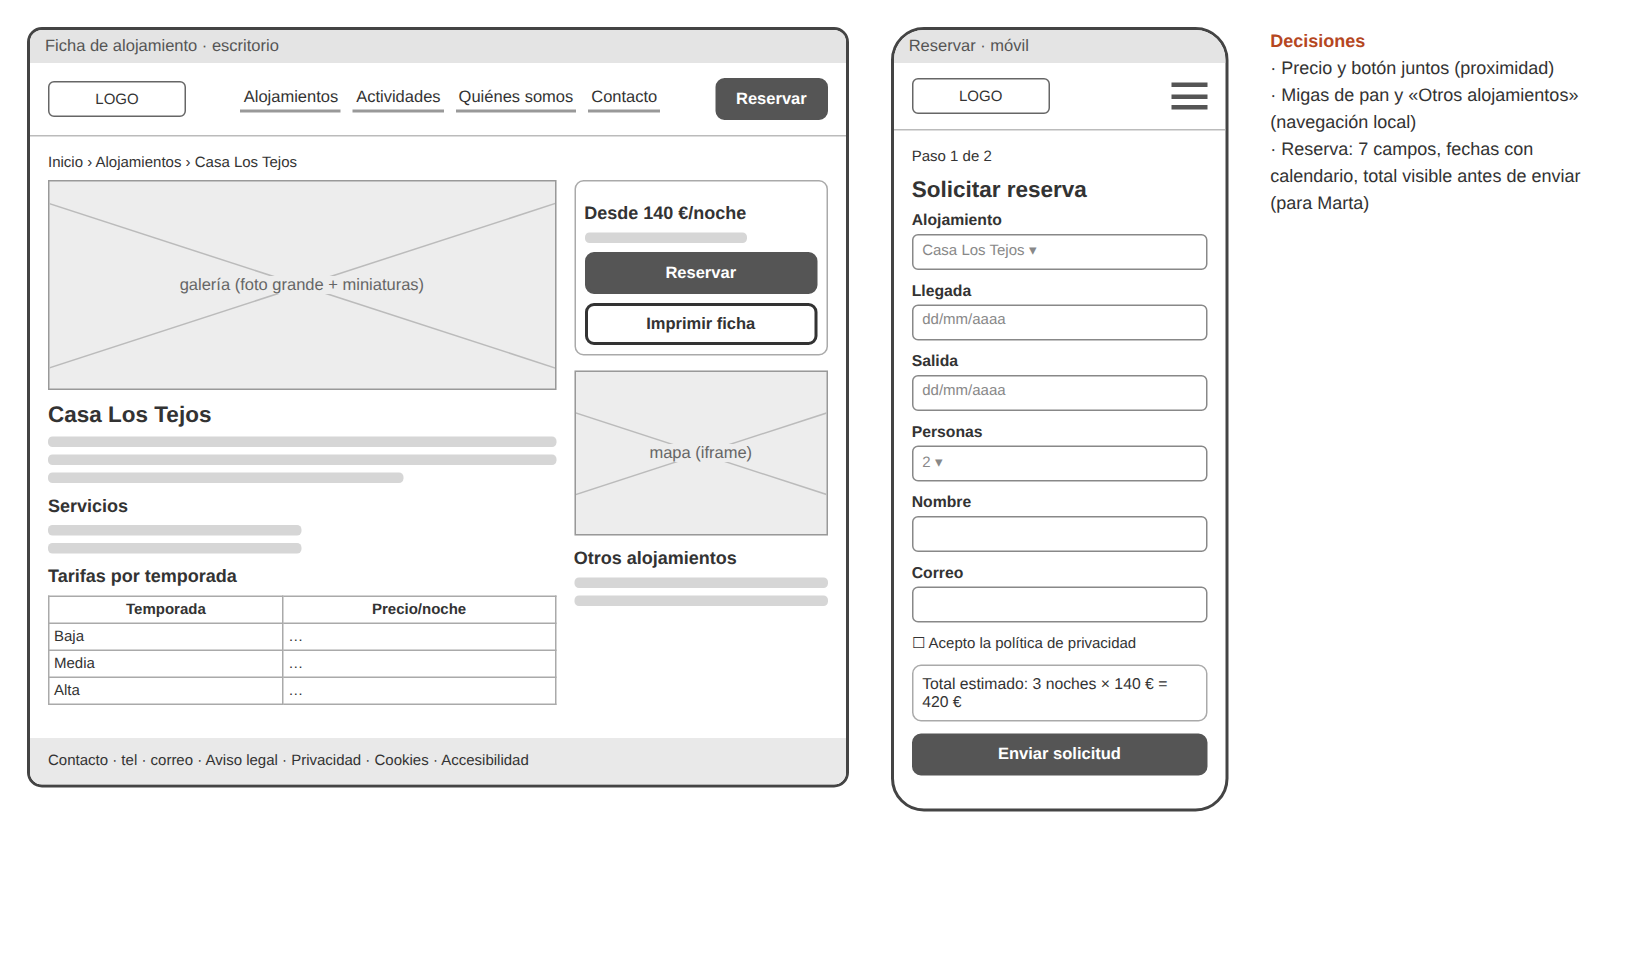 Ficha de alojamiento · escritorio
LOGO
Alojamientos
Actividades
Quiénes somos
Contacto
Reservar
Inicio › Alojamientos › Casa Los Tejos
galería (foto grande + miniaturas)
Casa Los Tejos
Servicios
Tarifas por temporada
Temporada Precio/noche
Baja …
Media …
Alta …
Desde 140 €/noche
Reservar
Imprimir ficha
mapa (iframe)
Otros alojamientos
Contacto · tel · correo · Aviso legal · Privacidad · Cookies · Accesibilidad
Reservar · móvil
LOGO
Paso 1 de 2
Solicitar reserva
Alojamiento
Casa Los Tejos ▾
Llegada
dd/mm/aaaa
Salida
dd/mm/aaaa
Personas
2 ▾
Nombre
Correo
☐ Acepto la política de privacidad
Total estimado: 3 noches × 140 € =
420 €
Enviar solicitud
Decisiones
· Precio y botón juntos (proximidad)
· Migas de pan y «Otros alojamientos»
(navegación local)
· Reserva: 7 campos, fechas con
calendario, total visible antes de enviar
(para Marta)